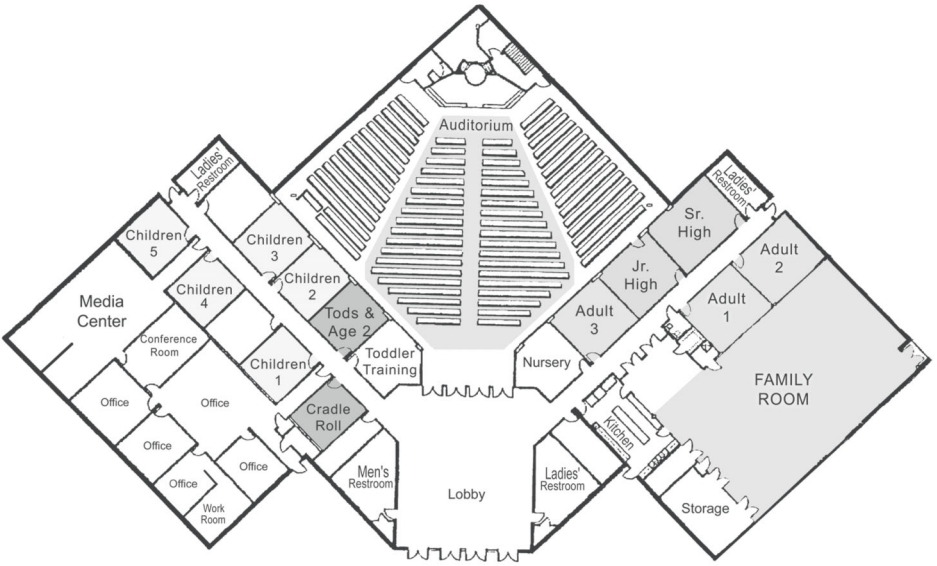 Auditorium
Ladies'
Restroom
Ladies'
Restroom
Children
5
Children
3
Sr.
High
Adult
2
Children
4
Children
2
Jr.
High
Adult
1
Media
Center
Tods &
Age 2
Adult
3
Conference
Room
Toddler
Training
Nursery
Children
1
FAMILY
ROOM
Office
Office
Cradle
Roll
Kitchen
Office
Office
Office
Men's
Restroom
Lobby
Ladies'
Restroom
Work
Room
Storage